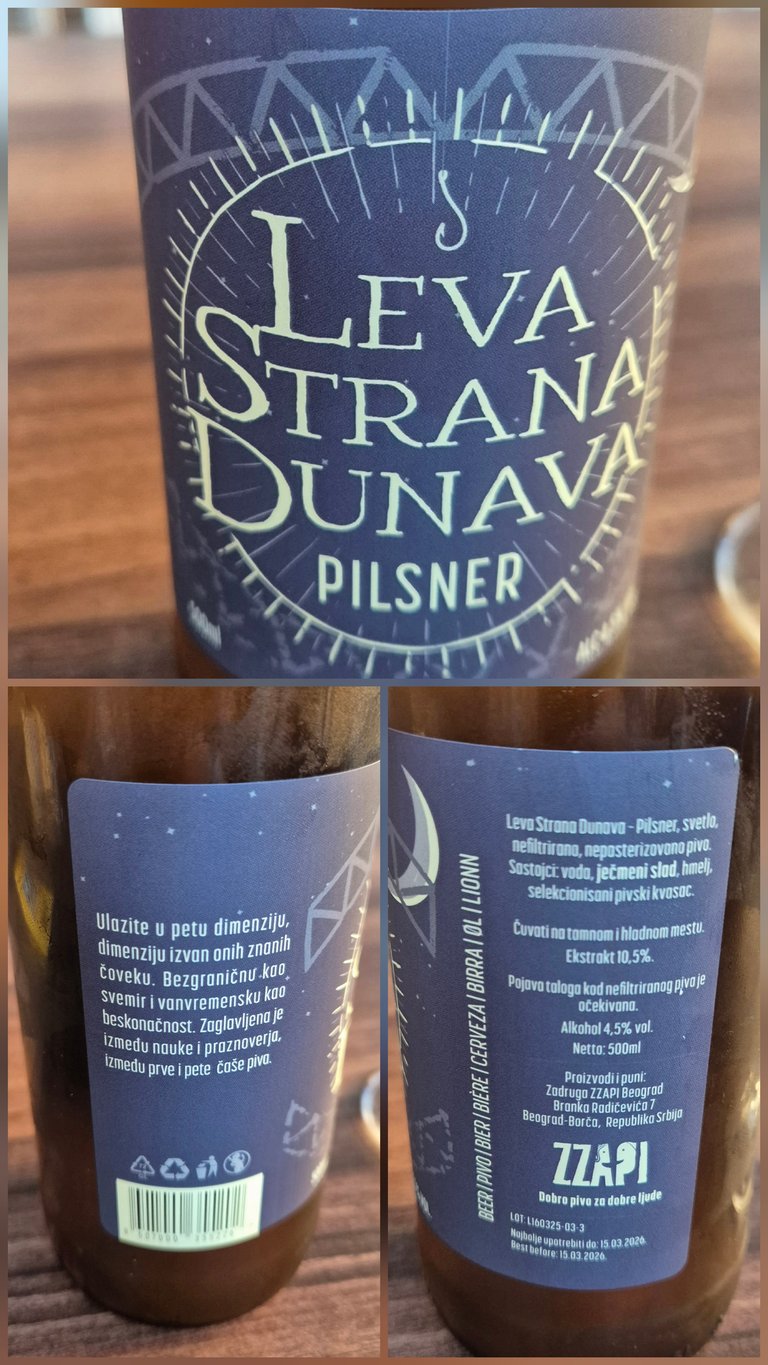 LEVA
STRANA
DUNAVA
PILSNER
Ulazite u petu dimenziju,
dimenziju izvan onih znanih
čoveku. Bezgraničnu kao
svemir i vanvremensku kao
beskonačnost. Zaglavljena je
između nauke i praznoverja,
između prve i pete čaše piva.
BEER | PIVO | BIER | BIÈRE | CERVEZA | BIRRA | ØL | LIONN
Leva Strana Dunava - Pilsner, svetlo,
nefiltrirano, nepasterizovano pivo.
Sastojci: voda, ječmeni slad, hmelj,
selekcionisani pivski kvasac.
Čuvati na tamnom i hladnom mestu.
Ekstrakt 10,5%.
Pojava taloga kod nefiltriranog piva je
očekivana.
Alkohol 4,5% vol.
Netto: 500ml
Proizvodi i puni:
Zadruga ZZAPI Beograd
Branka Radičevića 7
Beograd-Borča, Republika Srbija
ZZAPI
Dobro pivo za dobre ljude
LOT: L160325-03-3
Najbolje upotrebiti do: 15.03.2026.
Best before: 15.03.2026.